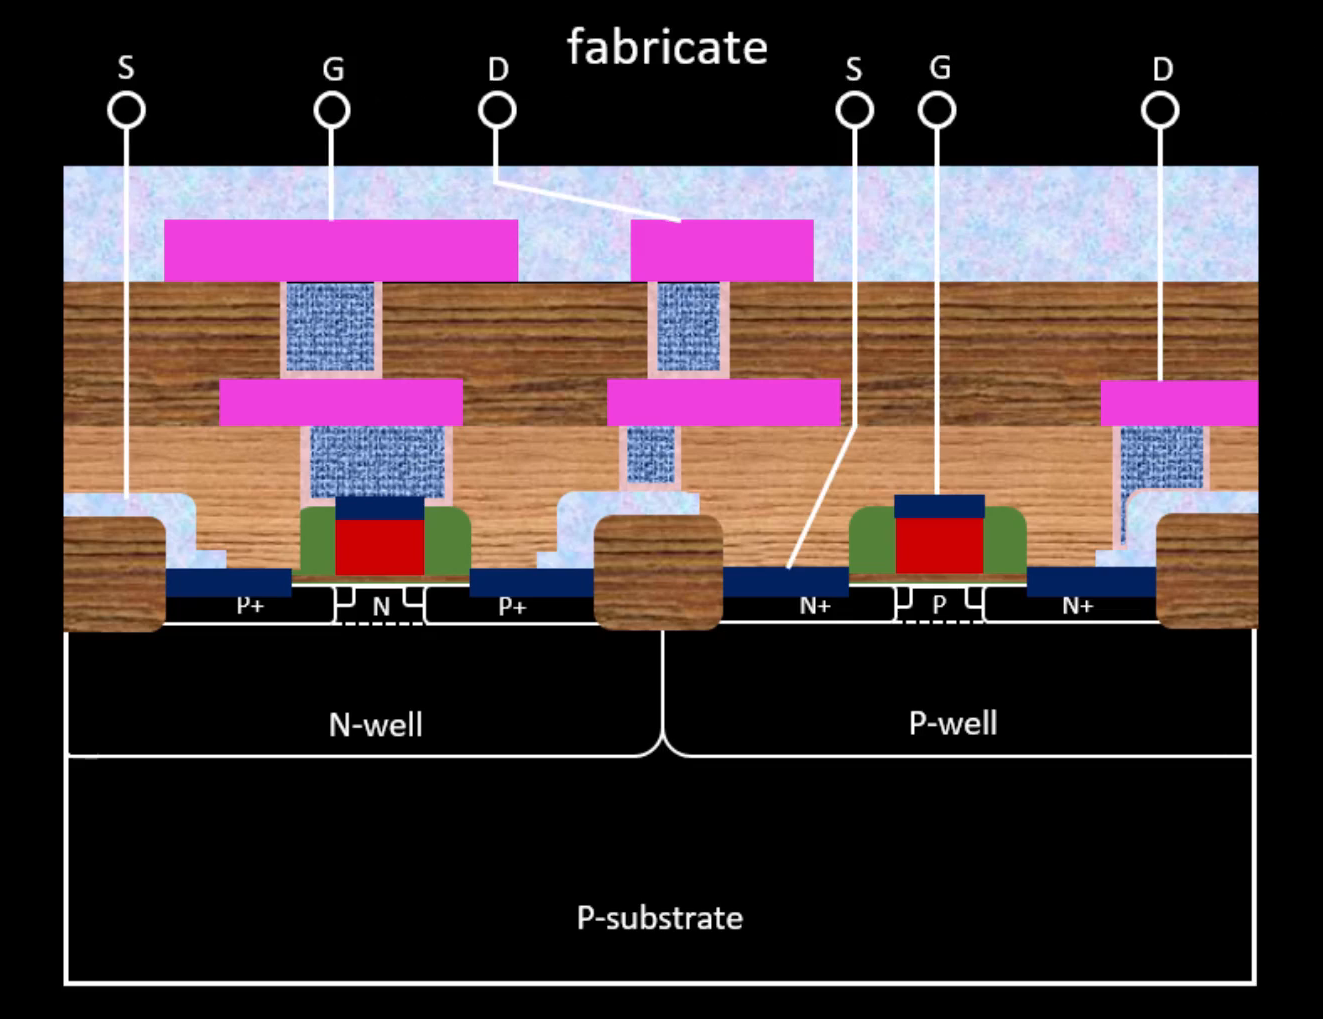 fabricate
S G D S G D
P+ N P+ N+ P N+
N-well P-well
P-substrate